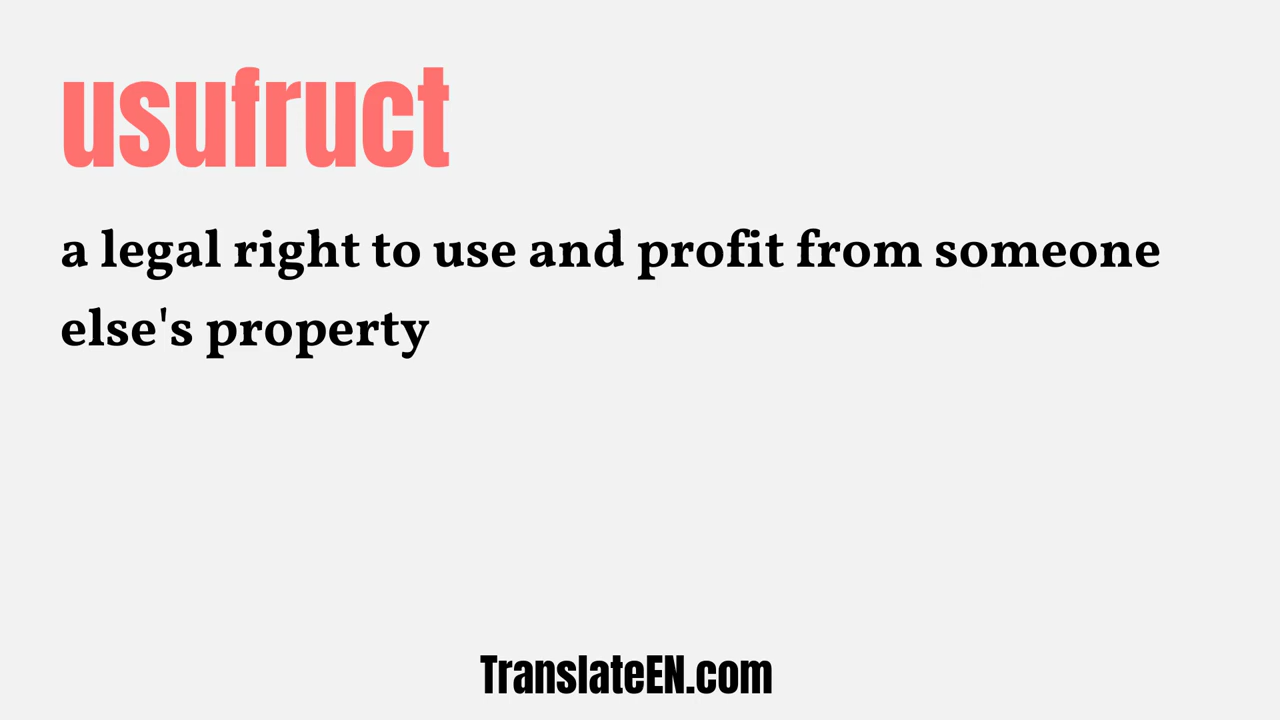 usufruct
a legal right to use and profit from someone
else's property
TranslateEN.com